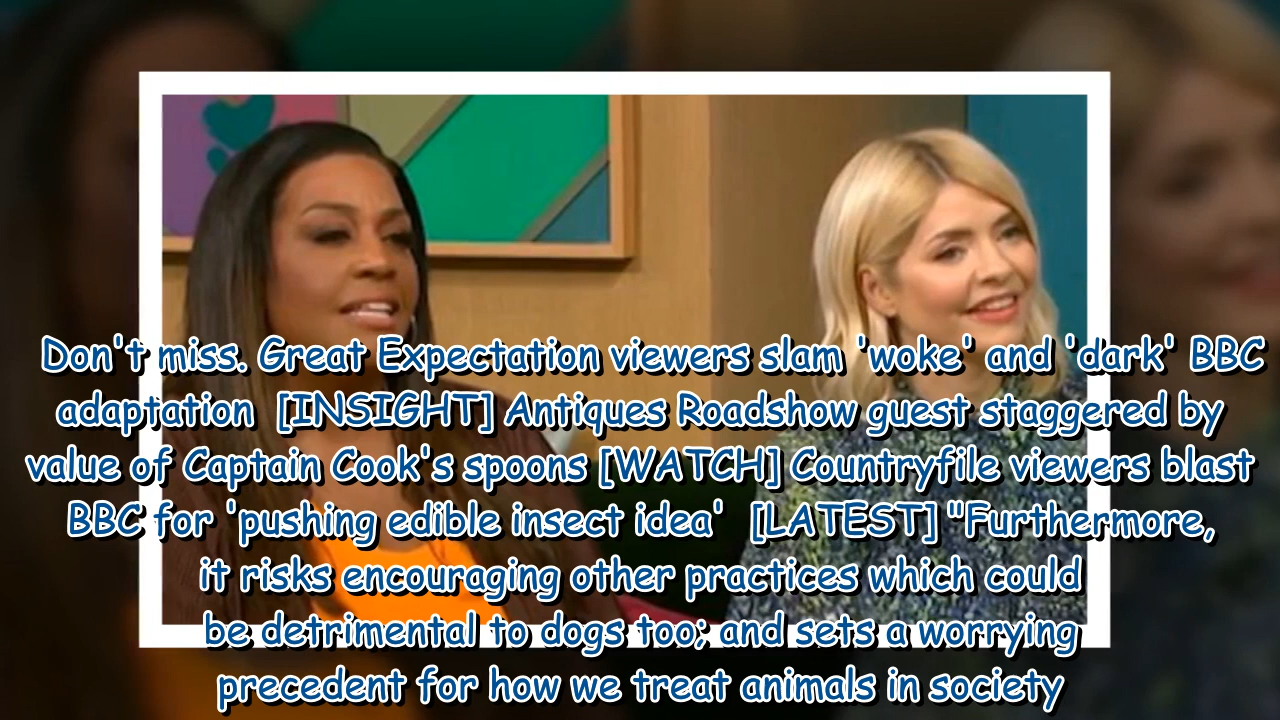 Don't miss. Great Expectation viewers slam 'woke' and 'dark' BBC
adaptation [INSIGHT] Antiques Roadshow guest staggered by
value of Captain Cook's spoons [WATCH] Countryfile viewers blast
BBC for 'pushing edible insect idea' [LATEST] "Furthermore,
it risks encouraging other practices which could
be detrimental to dogs too; and sets a worrying
precedent for how we treat animals in society